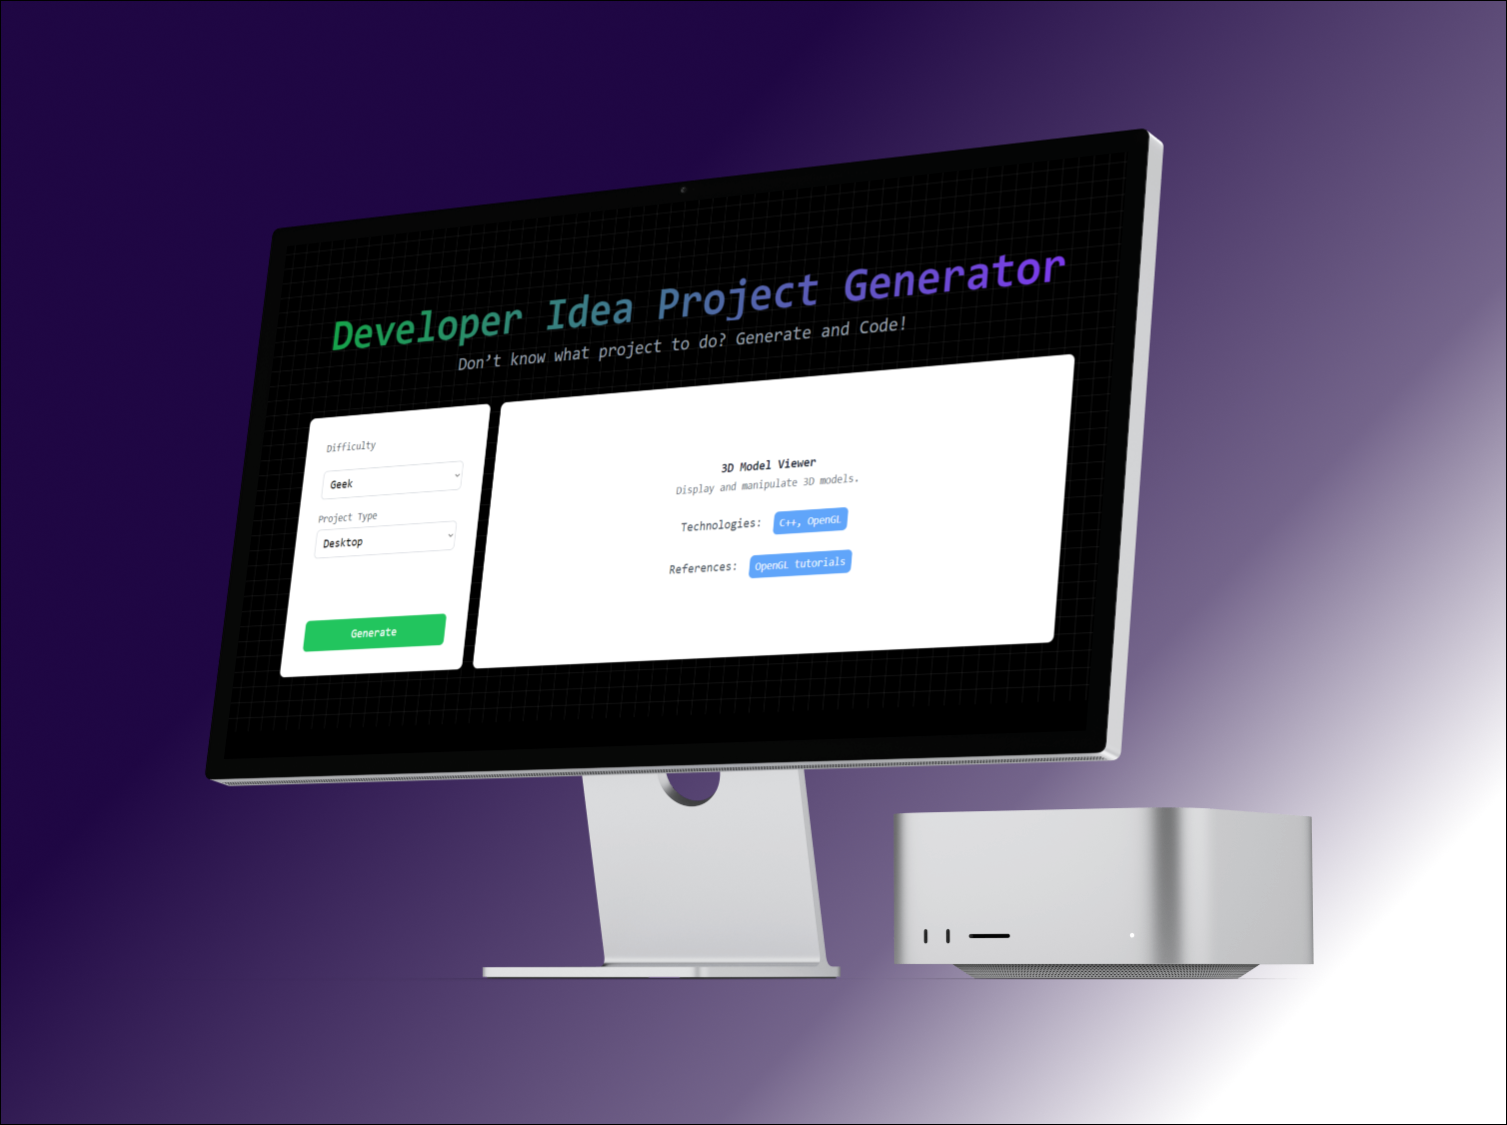 Developer Idea Project Generator
Don't know what project to do? Generate and Code!
Difficulty
Geek
Project Type
Desktop
Generate
3D Model Viewer
Display and manipulate 3D models.
Technologies: C++, OpenGL
References: OpenGL tutorials